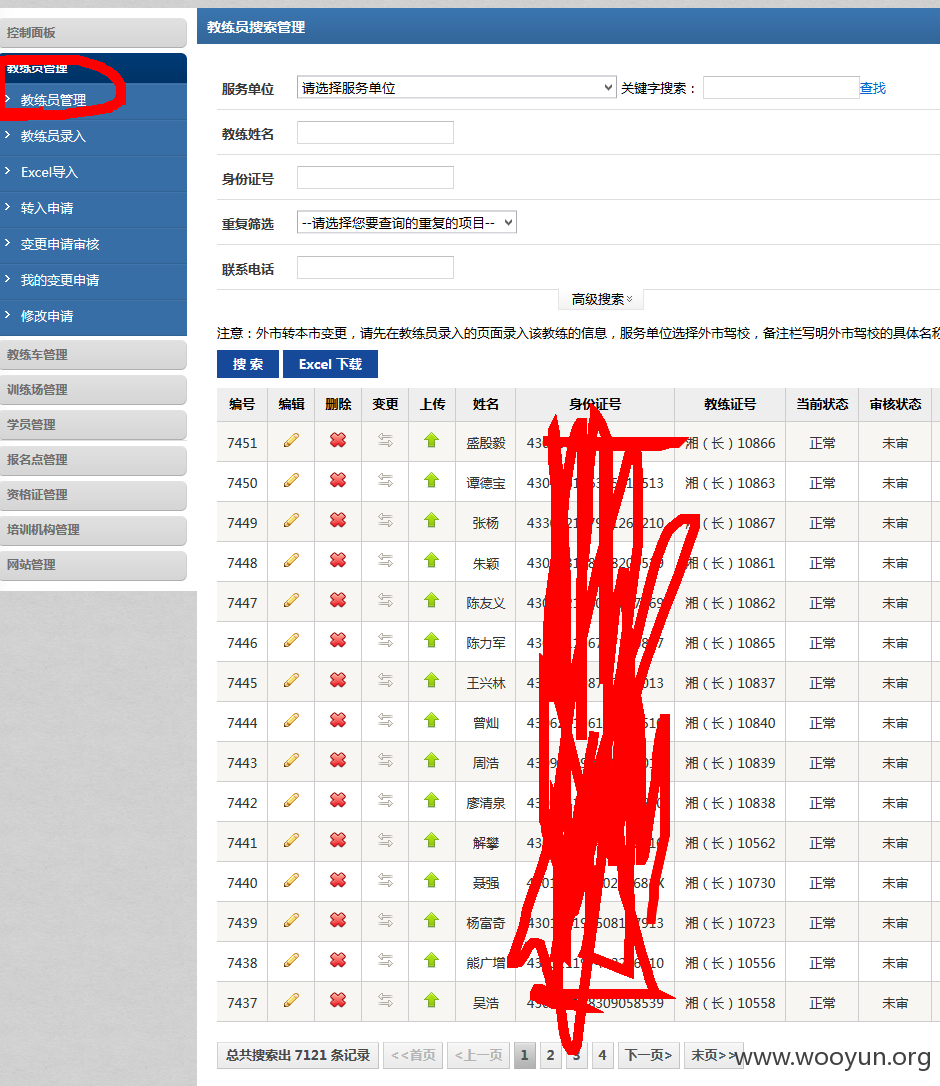 控制面板
教练员管理
教练员管理
教练员录入
Excel导入
转入申请
变更申请审核
我的变更申请
修改申请
教练车管理
训练场管理
学员管理
报名点管理
资格证管理
培训机构管理
网站管理
教练员搜索管理
服务单位 请选择服务单位 关键字搜索： 查找
教练姓名
身份证号
重复筛选 --请选择您要查询的重复的项目--
联系电话
高级搜索
注意：外市转本市变更，请先在教练员录入的页面录入该教练的信息，服务单位选择外市驾校，备注栏写明外市驾校的具体名称
搜 索 Excel 下载
编号 编辑 删除 变更 上传 姓名 身份证号 教练证号 当前状态 审核状态
7451 盛殷毅 湘（长）10866 正常 未审
7450 谭德宝 湘（长）10863 正常 未审
7449 张杨 （长）10867 正常 未审
7448 朱颖 湘（长）10861 正常 未审
7447 陈友义 湘（长）10862 正常 未审
7446 陈力军 湘（长）10865 正常 未审
7445 王兴林 湘（长）10837 正常 未审
7444 曾灿 湘（长）10840 正常 未审
7443 周浩 湘（长）10839 正常 未审
7442 廖清泉 湘（长）10838 正常 未审
7441 解攀 湘（长）10562 正常 未审
7440 聂强 湘（长）10730 正常 未审
7439 杨富奇 湘（长）10723 正常 未审
7438 熊广增 湘（长）10556 正常 未审
7437 吴浩 湘（长）10558 正常 未审
总共搜索出 7121 条记录 <<首页 <上一页 1 2 3 4 下一页> 末页>>
www.wooyun.org